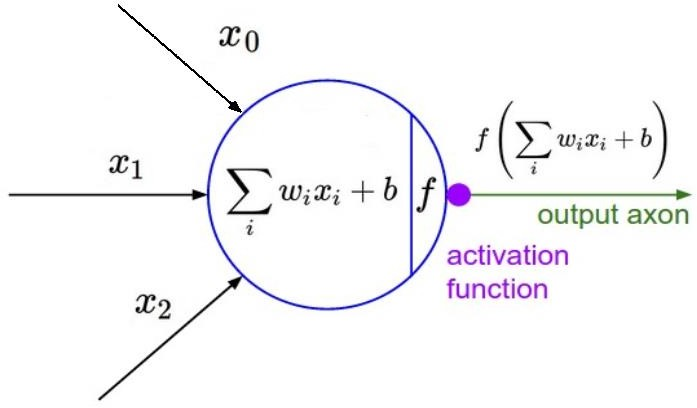 x₀
f(∑ᵢ wᵢxᵢ + b)
x₁
∑ᵢ wᵢxᵢ + b
f
output axon
activation
function
x₂